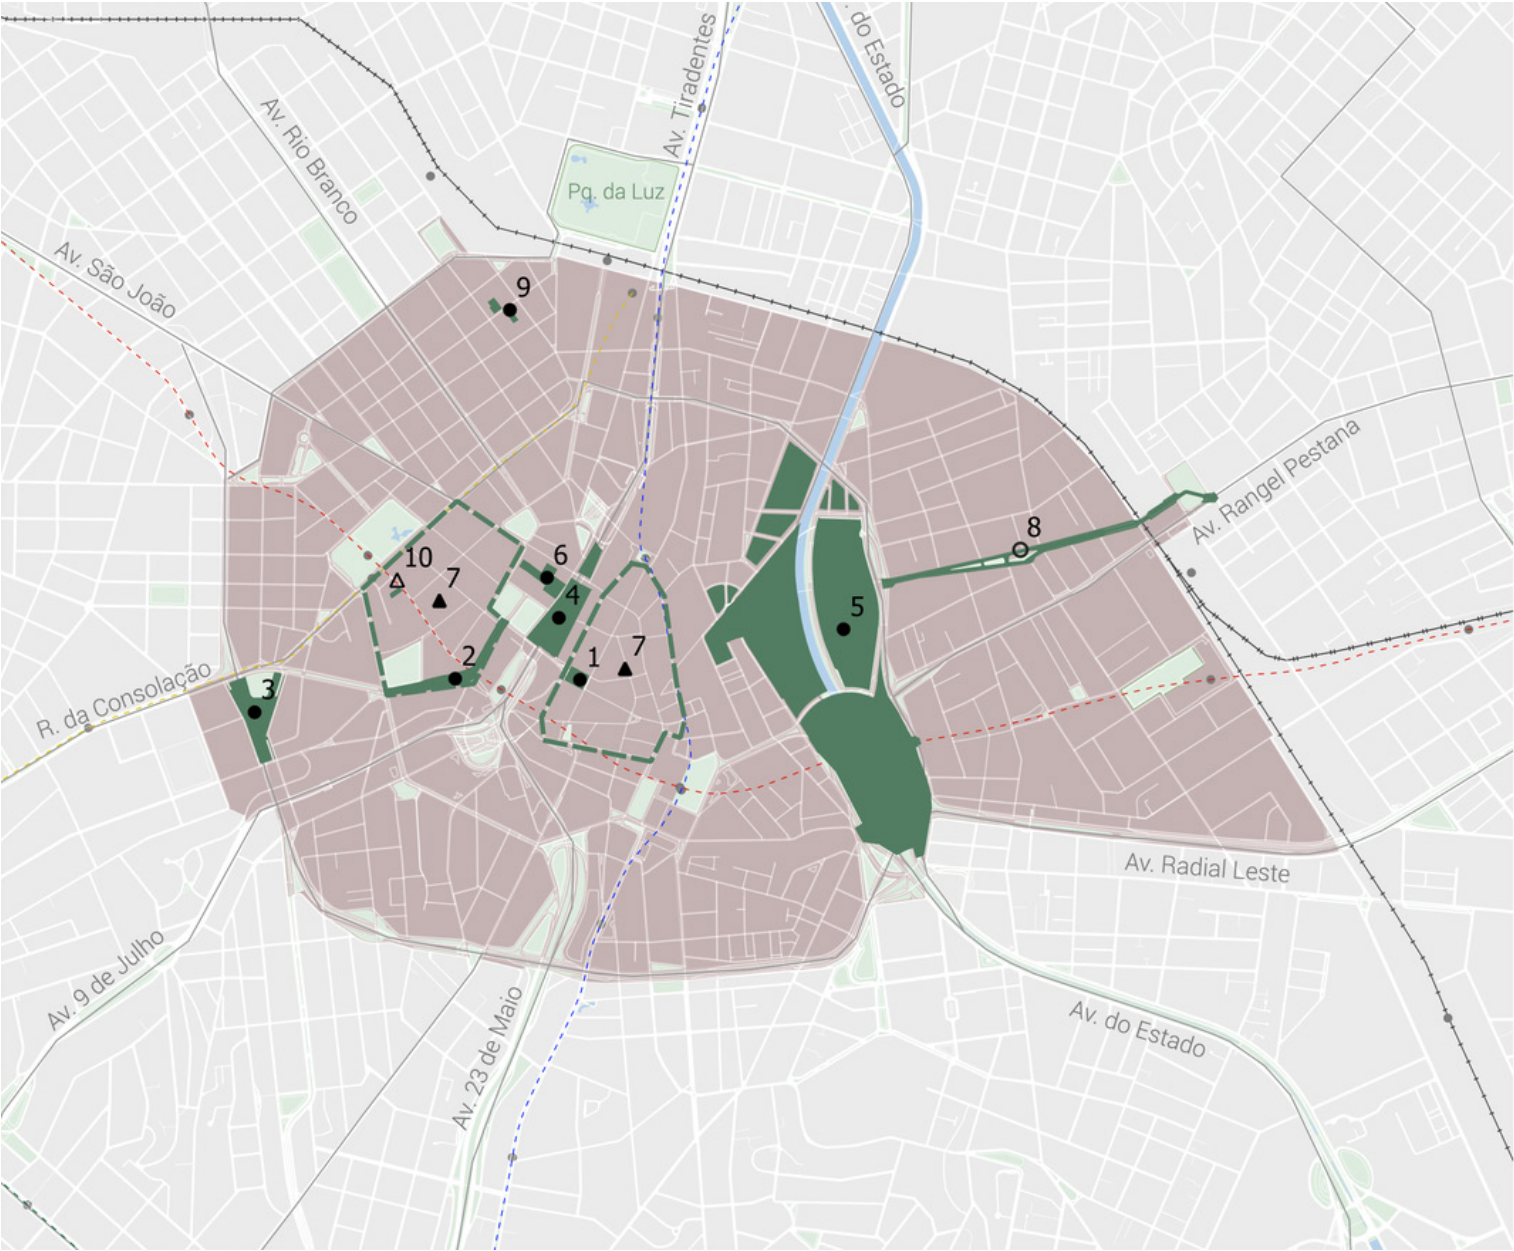 Av. Tiradentes
. do Estado
Av. Rio Branco
Pq. da Luz
Av. São João
9
Av. Rangel Pestana
8
10
6
7
4
5
7
1
2
3
R. da Consolação
Av. Radial Leste
Av. 9 de Julho
Av. 23 de Maio
Av. do Estado